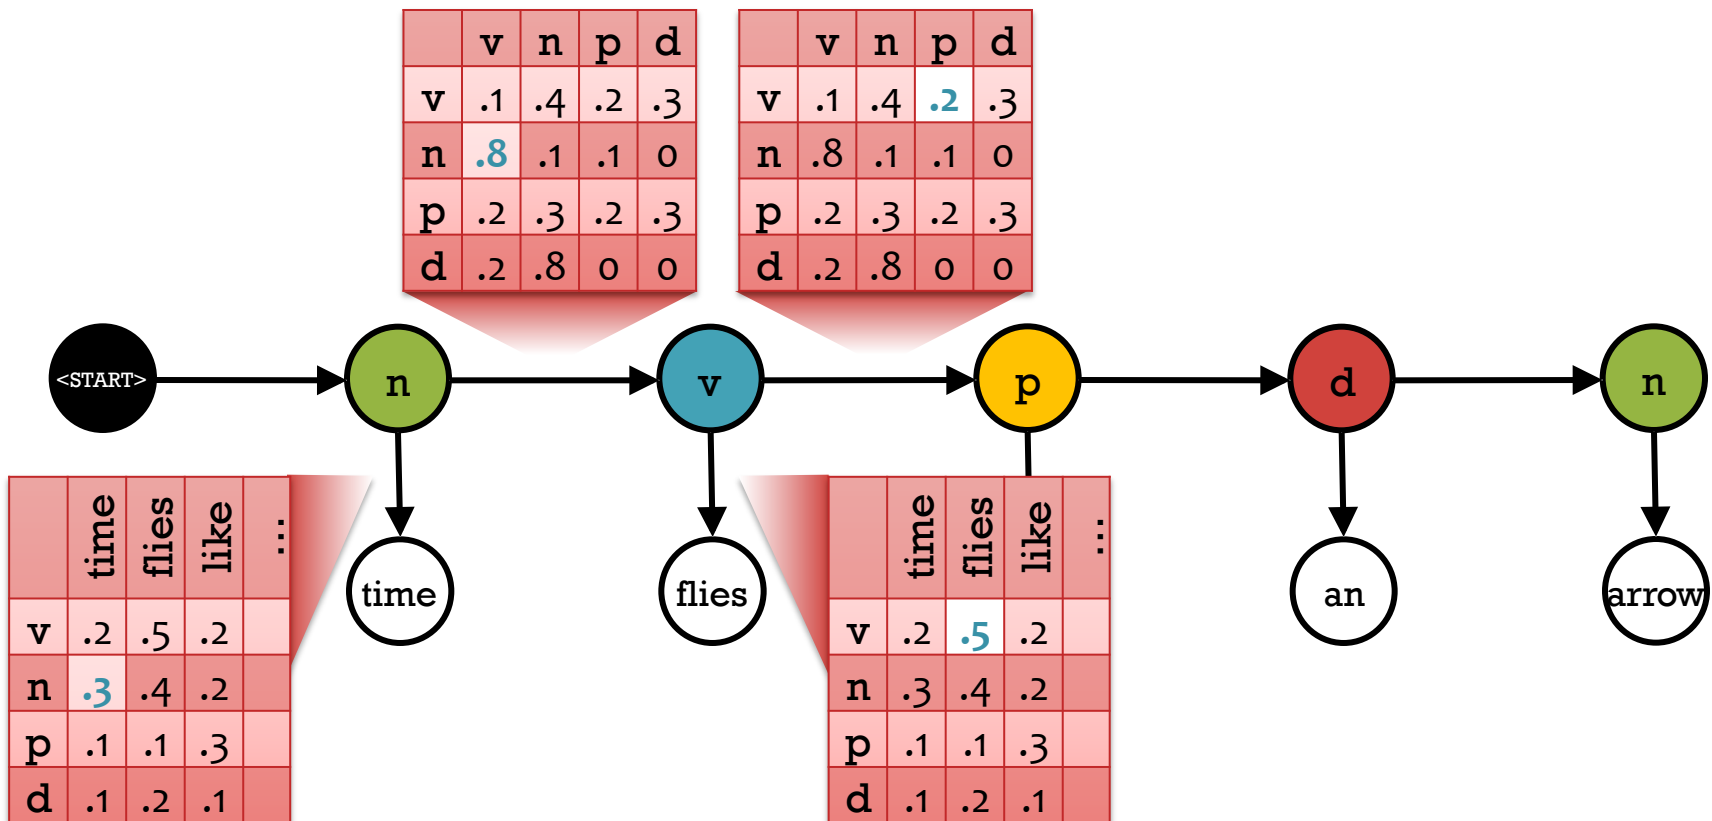 v n p d
v .1 .4 .2 .3
n .8 .1 .1 0
p .2 .3 .2 .3
d .2 .8 0 0
v n p d
v .1 .4 .2 .3
n .8 .1 .1 0
p .2 .3 .2 .3
d .2 .8 0 0
<START> n v p d n
time flies like ...
v .2 .5 .2
n .3 .4 .2
p .1 .1 .3
d .1 .2 .1
time flies
time flies like ...
v .2 .5 .2
n .3 .4 .2
p .1 .1 .3
d .1 .2 .1
an arrow